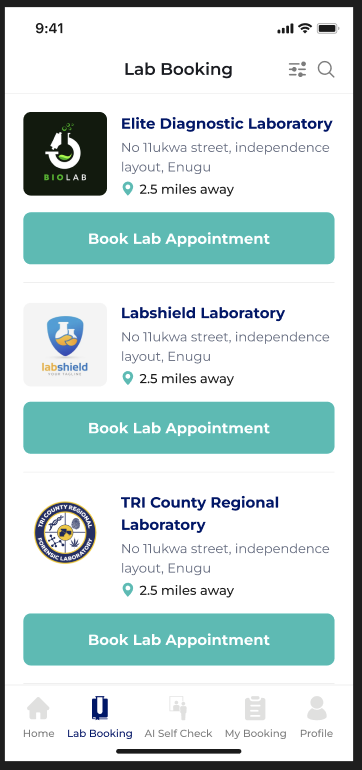 9:41
Lab Booking
BIOLAB
Elite Diagnostic Laboratory
No 11ukwa street, independence
layout, Enugu
2.5 miles away
Book Lab Appointment
labshield
YOUR TAGLINE
Labshield Laboratory
No 11ukwa street, independence
layout, Enugu
2.5 miles away
Book Lab Appointment
TRI COUNTY REGIONAL
FORENSIC LABORATORY
TRI County Regional
Laboratory
No 11ukwa street, independence
layout, Enugu
2.5 miles away
Book Lab Appointment
Home
Lab Booking
AI Self Check
My Booking
Profile